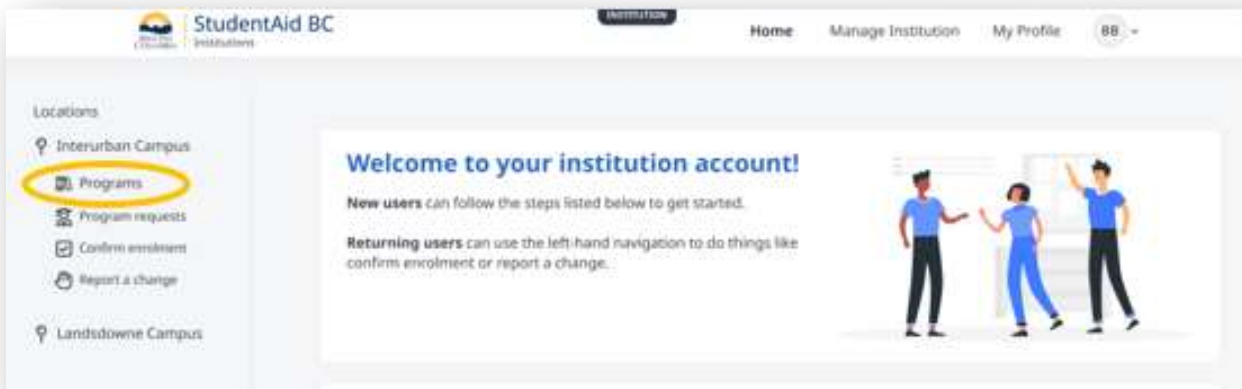 StudentAid BC
Institutions
INSTITUTION
Home Manage Institution My Profile BB
Locations
Interurban Campus
Programs
Program requests
Confirm enrolment
Report a change
Landsdowne Campus
Welcome to your institution account!
New users can follow the steps listed below to get started.
Returning users can use the left-hand navigation to do things like
confirm enrolment or report a change.